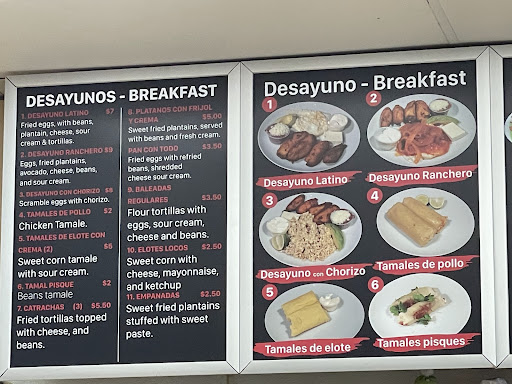 DESAYUNOS - BREAKFAST
1. DESAYUNO LATINO $7
Fried eggs, with beans,
plantain, cheese, sour
cream & tortillas.
2. DESAYUNO RANCHERO $9
Eggs, fried plantains,
avocado, cheese, beans,
and sour cream.
3. DESAYUNO CON CHORIZO $8
Scramble eggs with chorizo.
4. TAMALES DE POLLO $2
Chicken Tamale.
5. TAMALES DE ELOTE CON
CREMA (2) $5
Sweet corn tamale
with sour cream.
6. TAMAL PISQUE $2
Beans tamale
7. CATRACHAS (3) $5.50
Fried tortillas topped
with cheese, and
beans.
8. PLATANOS CON FRIJOL
Y CREMA $5.00
Sweet fried plantains, served
with beans and fresh cream.
PAN CON TODO $3.50
Fried eggs with refried
beans, shredded
cheese sour cream.
9. BALEADAS
REGULARES $3.50
Flour tortillas with
eggs, sour cream,
cheese and beans.
10. ELOTES LOCOS $2.50
Sweet corn with
cheese, mayonnaise,
and ketchup
11. EMPANADAS $2.50
Sweet fried plantains
stuffed with sweet
paste.
Desayuno - Breakfast
1
Desayuno Latino
2
Desayuno Ranchero
3
Desayuno con Chorizo
4
Tamales de pollo
5
Tamales de elote
6
Tamales pisques